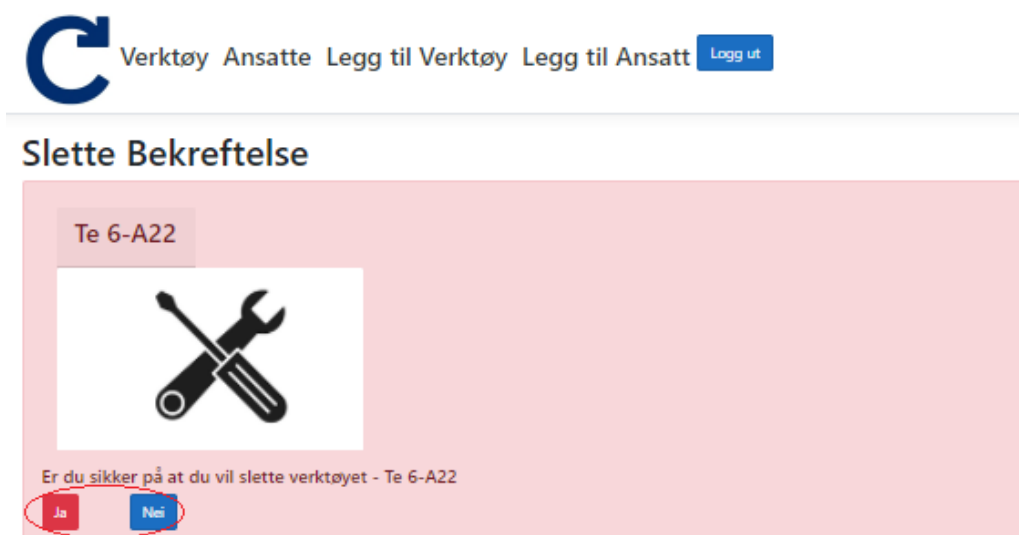 Verktøy Ansatte Legg til Verktøy Legg til Ansatt Logg ut
Slette Bekreftelse
Te 6-A22
Er du sikker på at du vil slette verktøyet - Te 6-A22
Ja Nei